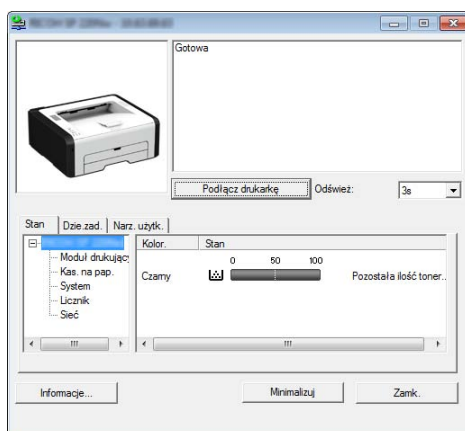 Gotowa
Podłącz drukarkę Odśwież: 3s
Stan Dzie.zad. Narz. użytk.
Kolor. Stan
Moduł drukując
Kas. na pap.
System
Licznik
Sieć
0 50 100
Czarny Pozostała ilość toner..
Informacje... Minimalizuj Zamk.